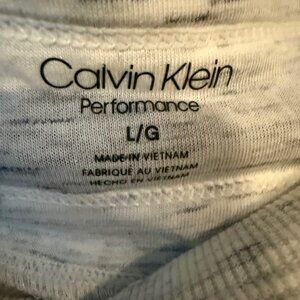 Calvin Klein
Performance
L/G
MADE IN VIETNAM
FABRIQUÉ AU VIETNAM
HECHO EN VIETNAM